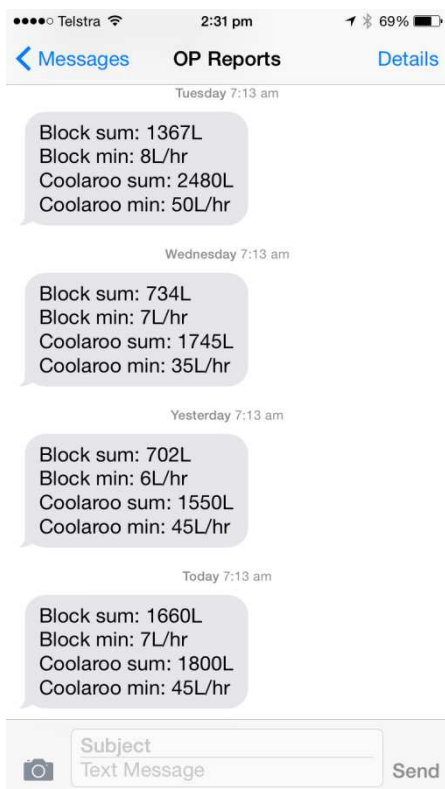 Telstra 2:31 pm 69%
Messages OP Reports Details
Tuesday 7:13 am
Block sum: 1367L
Block min: 8L/hr
Coolaroo sum: 2480L
Coolaroo min: 50L/hr
Wednesday 7:13 am
Block sum: 734L
Block min: 7L/hr
Coolaroo sum: 1745L
Coolaroo min: 35L/hr
Yesterday 7:13 am
Block sum: 702L
Block min: 6L/hr
Coolaroo sum: 1550L
Coolaroo min: 45L/hr
Today 7:13 am
Block sum: 1660L
Block min: 7L/hr
Coolaroo sum: 1800L
Coolaroo min: 45L/hr
Subject
Text Message Send